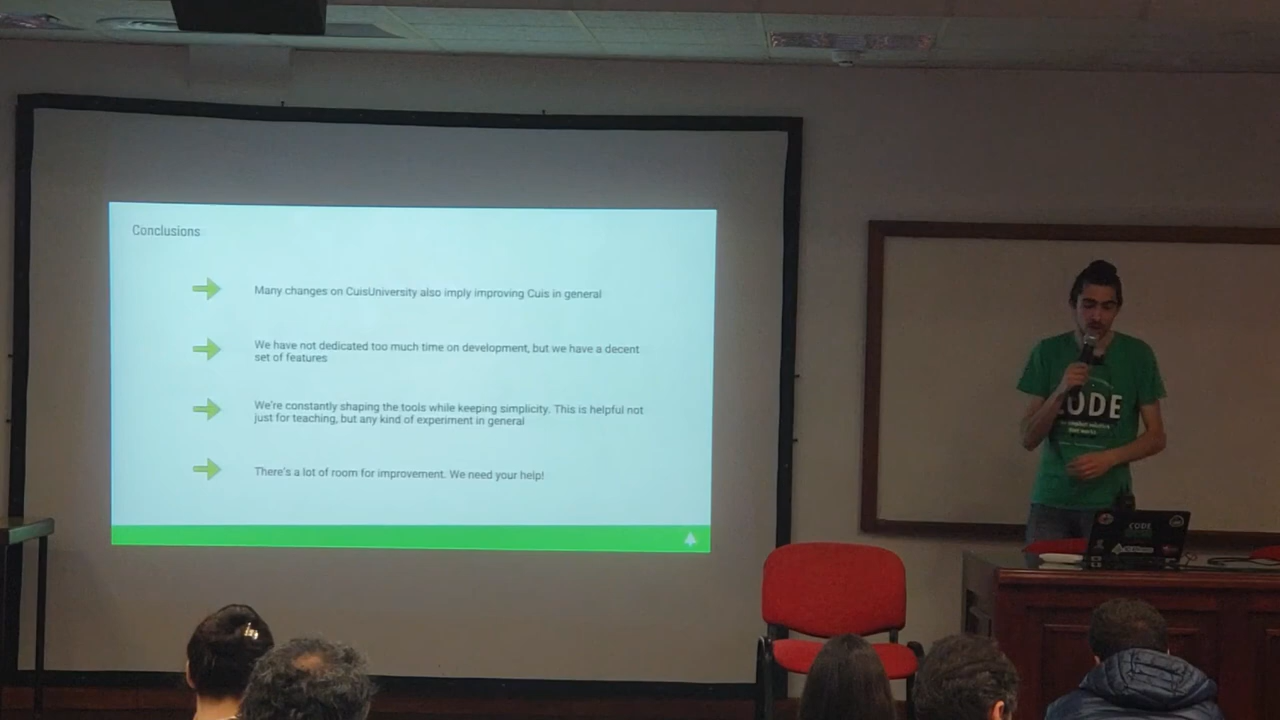 Conclusions
Many changes on CuisUniversity also imply improving Cuis in general
We have not dedicated too much time on development, but we have a decent
set of features
We're constantly shaping the tools while keeping simplicity. This is helpful not
just for teaching, but any kind of experiment in general
There's a lot of room for improvement. We need your help!
CODE
that works
CODE